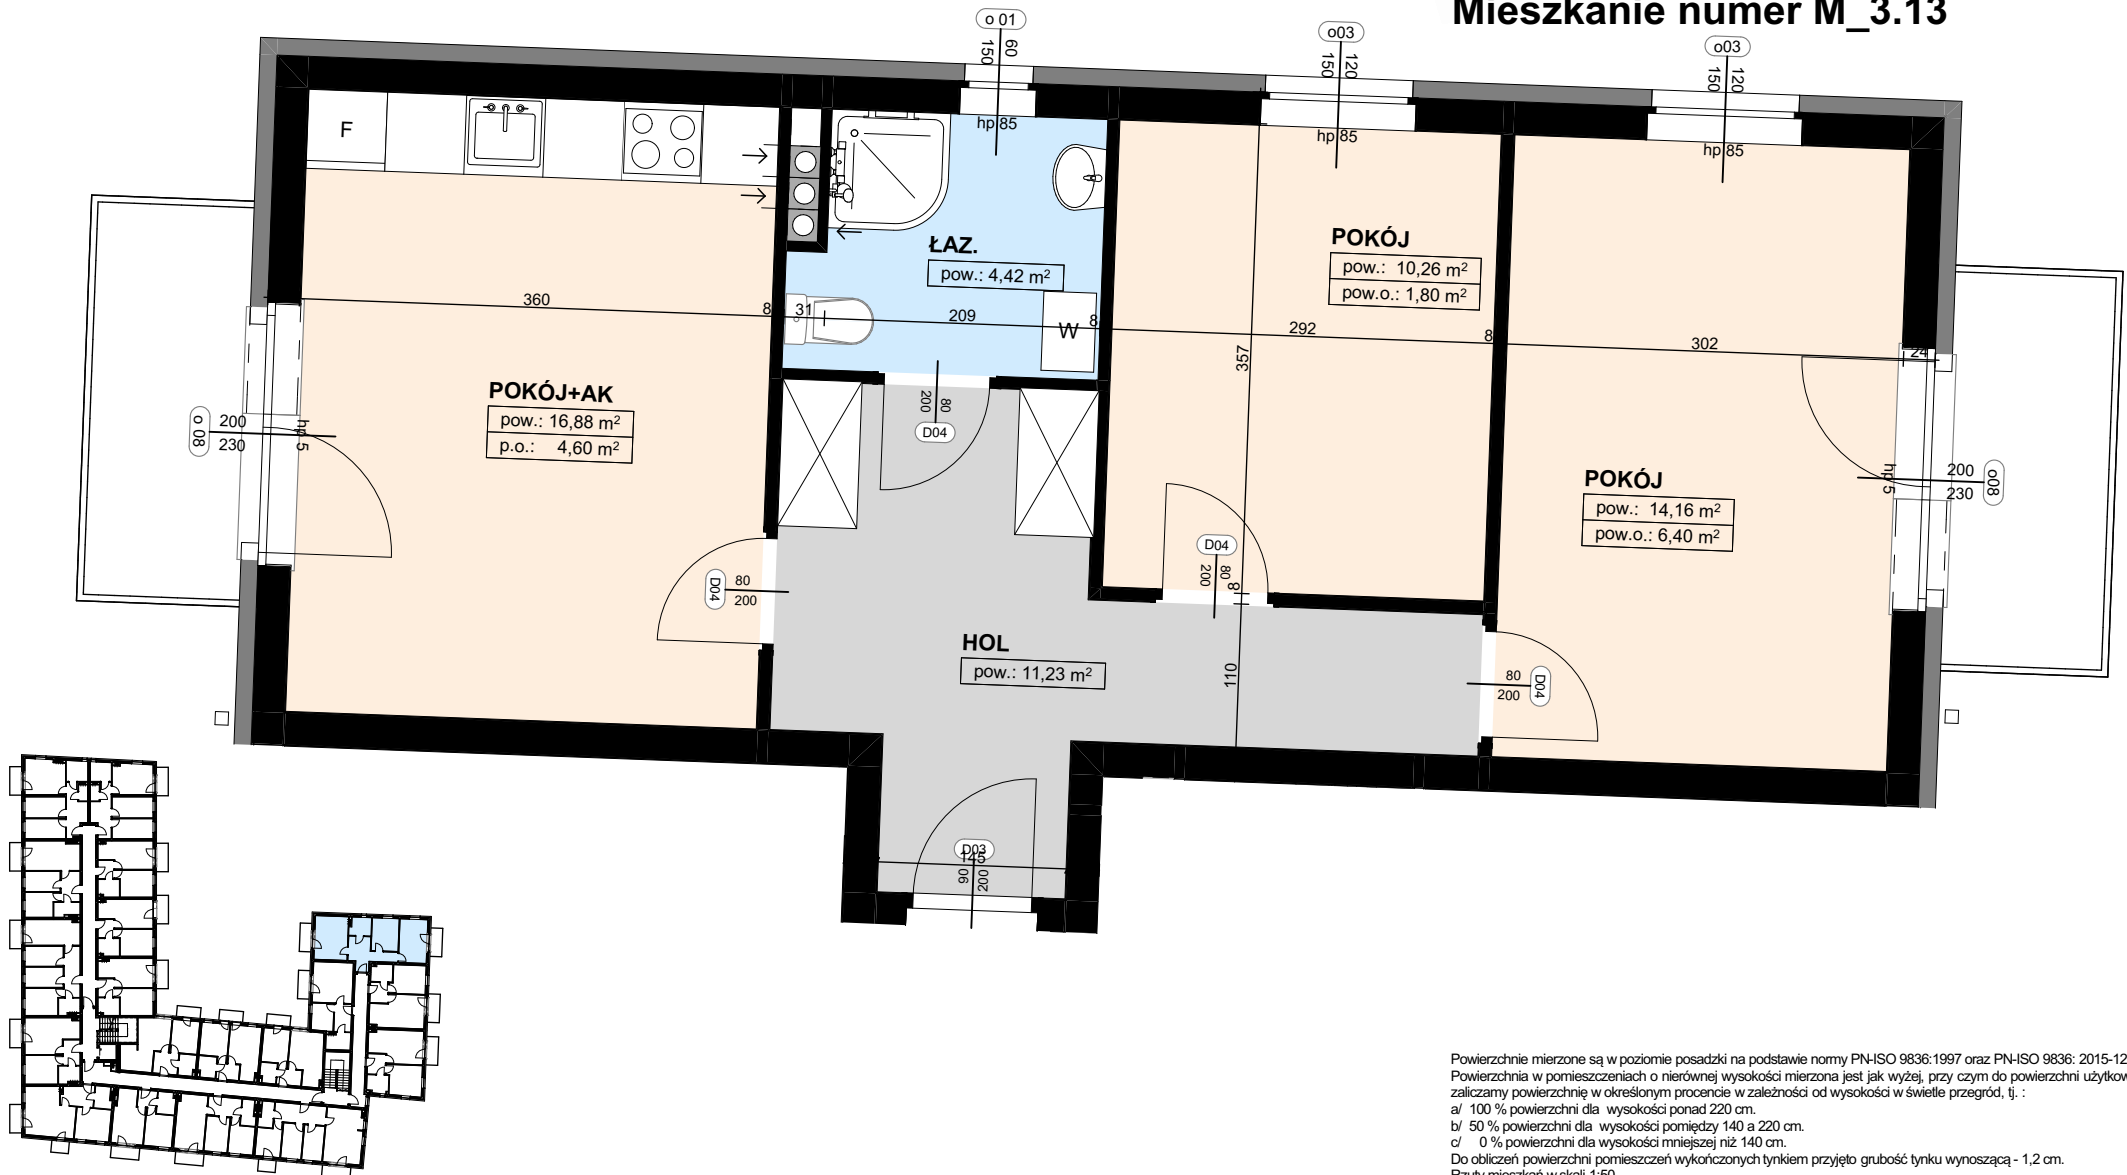 Mieszkanie numer M_3.13
o 01
60
150
o03
120
150
o03
120
150
hp 85
hp 85
hp 85
F
ŁAZ.
pow.: 4,42 m²
POKÓJ
pow.: 10,26 m²
pow.o.: 1,80 m²
360
8
31
209
8
292
8
302
24
W
357
POKÓJ+AK
pow.: 16,88 m²
p.o.: 4,60 m²
o 08
200
230
hp 5
80
200
D04
POKÓJ
pow.: 14,16 m²
pow.o.: 6,40 m²
hp 5
200
230
o08
D04
80
200
D04
80
200
8
HOL
pow.: 11,23 m²
110
80
200
D04
D03
145
90
200
Powierzchnie mierzone są w poziomie posadzki na podstawie normy PN-ISO 9836:1997 oraz PN-ISO 9836: 2015-12
Powierzchnia w pomieszczeniach o nierównej wysokości mierzona jest jak wyżej, przy czym do powierzchni użytkow
zaliczamy powierzchnię w określonym procencie w zależności od wysokości w świetle przegród, tj. :
a/ 100 % powierzchni dla wysokości ponad 220 cm.
b/ 50 % powierzchni dla wysokości pomiędzy 140 a 220 cm.
c/ 0 % powierzchni dla wysokości mniejszej niż 140 cm.
Do obliczeń powierzchni pomieszczeń wykończonych tynkiem przyjęto grubość tynku wynoszącą - 1,2 cm.
Rzuty mieszkań w skali 1:50